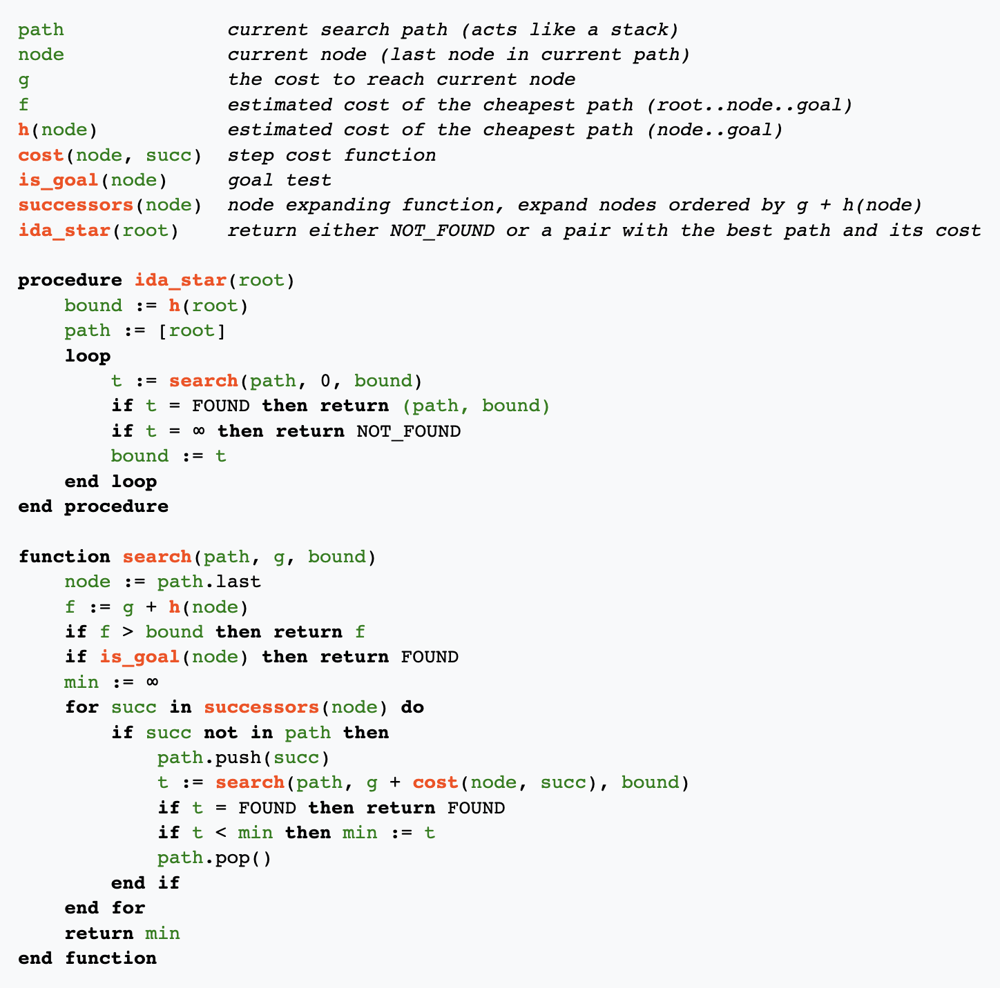 path              current search path (acts like a stack)
node              current node (last node in current path)
g                 the cost to reach current node
f                 estimated cost of the cheapest path (root..node..goal)
h(node)           estimated cost of the cheapest path (node..goal)
cost(node, succ)  step cost function
is_goal(node)     goal test
successors(node)  node expanding function, expand nodes ordered by g + h(node)
ida_star(root)    return either NOT_FOUND or a pair with the best path and its cost

procedure ida_star(root)
    bound := h(root)
    path := [root]
    loop
        t := search(path, 0, bound)
        if t = FOUND then return (path, bound)
        if t = ∞ then return NOT_FOUND
        bound := t
    end loop
end procedure

function search(path, g, bound)
    node := path.last
    f := g + h(node)
    if f > bound then return f
    if is_goal(node) then return FOUND
    min := ∞
    for succ in successors(node) do
        if succ not in path then
            path.push(succ)
            t := search(path, g + cost(node, succ), bound)
            if t = FOUND then return FOUND
            if t < min then min := t
            path.pop()
        end if
    end for
    return min
end function